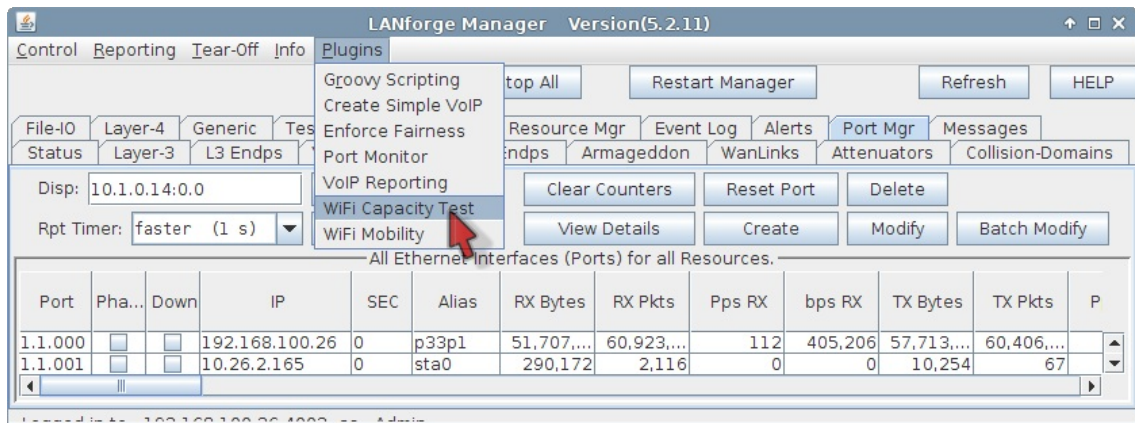 LANforge Manager Version(5.2.11)
Control Reporting Tear-Off Info Plugins
Groovy Scripting
Create Simple VoIP
Enforce Fairness
Port Monitor
VoIP Reporting
WiFi Capacity Test
WiFi Mobility
top All Restart Manager Refresh HELP
File-IO Layer-4 Generic Tes Resource Mgr Event Log Alerts Port Mgr Messages
Status Layer-3 L3 Endps Endps Armageddon WanLinks Attenuators Collision-Domains
Disp: 10.1.0.14:0.0 Clear Counters Reset Port Delete
Rpt Timer: faster (1 s) View Details Create Modify Batch Modify
All Ethernet Interfaces (Ports) for all Resources.
Port Pha... Down IP SEC Alias RX Bytes RX Pkts Pps RX bps RX TX Bytes TX Pkts P
1.1.000 192.168.100.26 0 p33p1 51,707,... 60,923,... 112 405,206 57,713,... 60,406,...
1.1.001 10.26.2.165 0 sta0 290,172 2,116 0 0 10,254 67